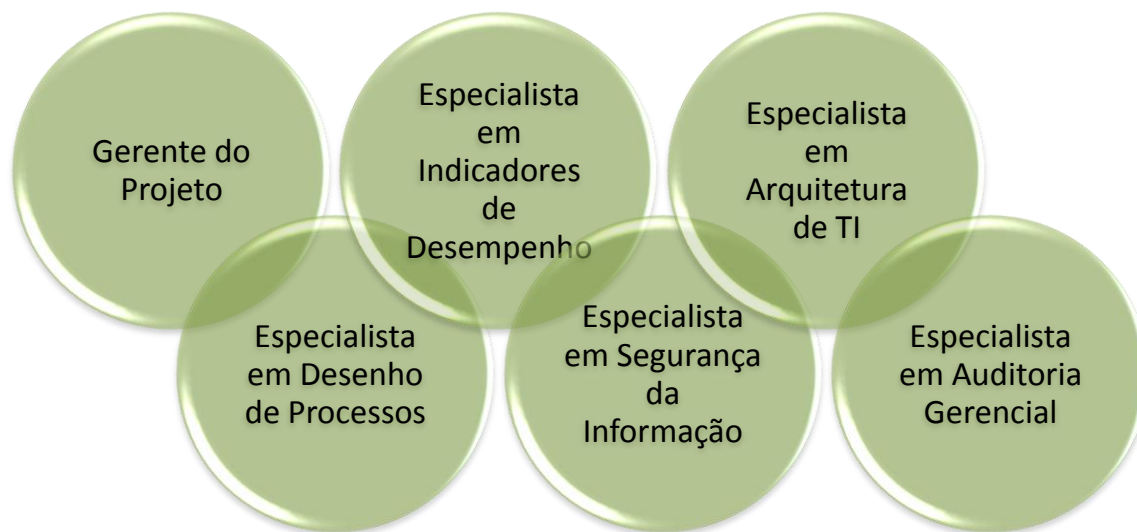 Gerente do
Projeto
Especialista
em
Indicadores
de
Desempenho
Especialista
em
Arquitetura
de TI
Especialista
em Desenho
de Processos
Especialista
em Segurança
da
Informação
Especialista
em Auditoria
Gerencial